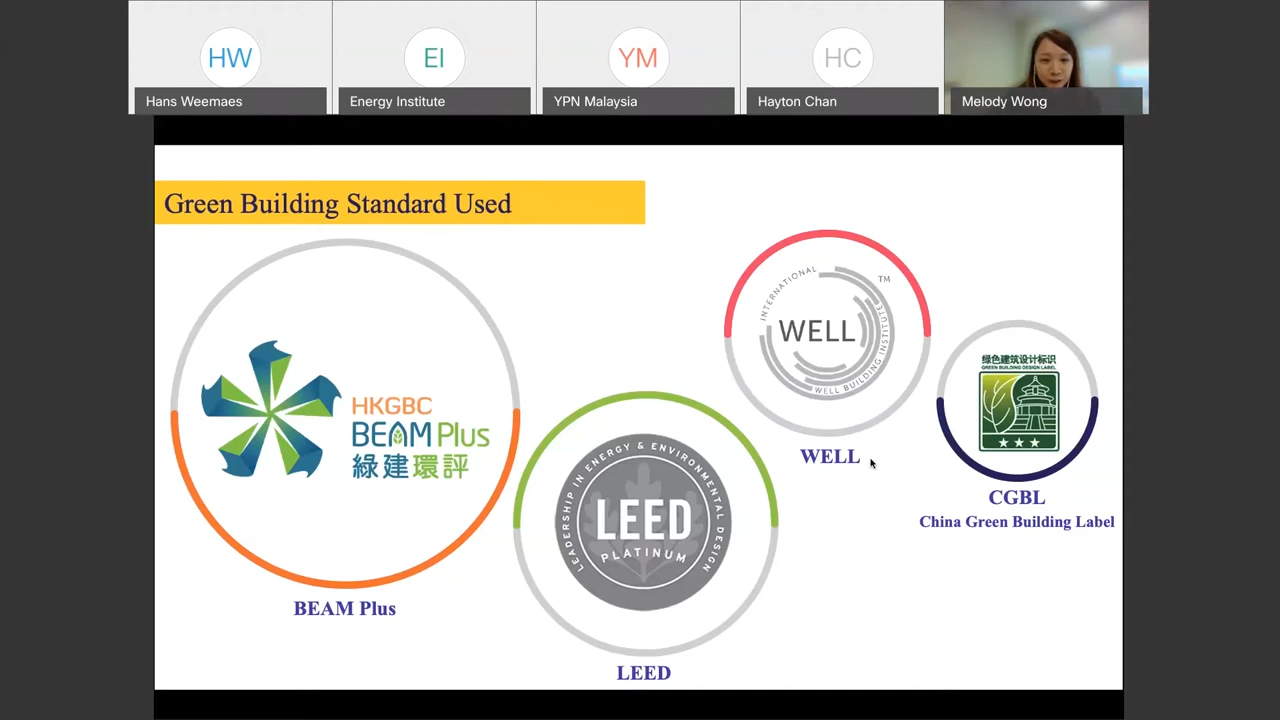 HW
EI
YM
HC
Hans Weemaes
Energy Institute
YPN Malaysia
Hayton Chan
Melody Wong
Green Building Standard Used
HKGBC
BEAM Plus
綠建環評
BEAM Plus
LEADERSHIP IN ENERGY & ENVIRONMENTAL DESIGN
LEED
PLATINUM
LEED
INTERNATIONAL
TM
WELL
WELL BUILDING INSTITUTE
WELL
绿色建筑设计标识
GREEN BUILDING DESIGN LABEL
CGBL
China Green Building Label